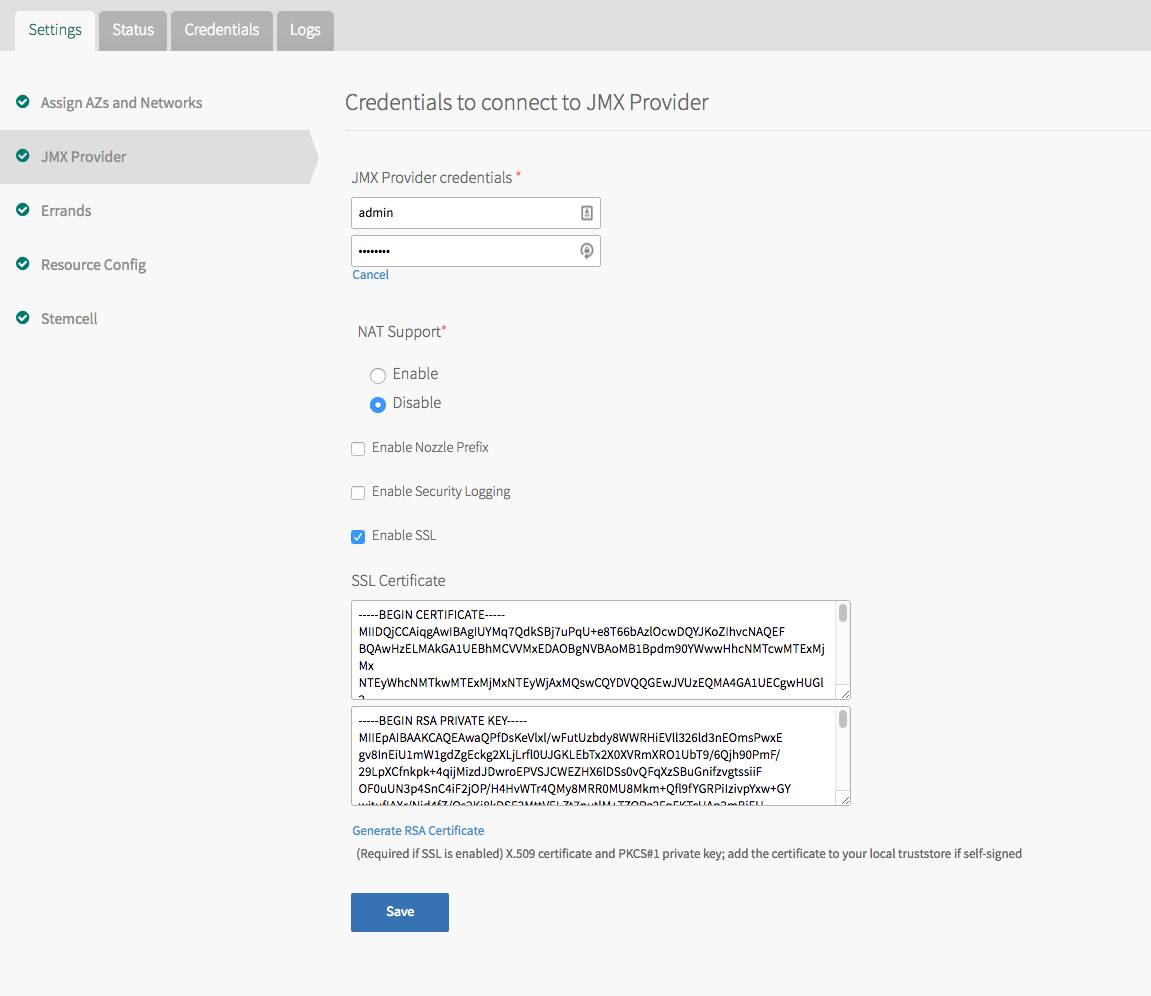 Settings
Status
Credentials
Logs
Assign AZs and Networks
JMX Provider
Errands
Resource Config
Stemcell
Credentials to connect to JMX Provider
JMX Provider credentials *
admin
••••••••
Cancel
NAT Support*
Enable
Disable
Enable Nozzle Prefix
Enable Security Logging
Enable SSL
SSL Certificate
-----BEGIN CERTIFICATE-----
MIIDQjCCAiqgAwIBAgIUYMq7QdkSBj7uPqU+e8T66bAzlOcwDQYJKoZIhvcNAQEF
BQAwHzELMAkGA1UEBhMCVVMxEDAOBgNVBAoMB1Bpdm90YWwwHhcNMTcwMTExMj
Mx
NTEyWhcNMTkwMTExMjMxNTEyWjAxMQswCQYDVQQGEwJVUzEQMA4GA1UECgwHUGl
-----BEGIN RSA PRIVATE KEY-----
MIIEpAIBAAKCAQEAwaQPfDsKeVlxl/wFutUzbdy8WWRHiEVll326ld3nEOmsPwxE
gv8InEiU1mW1gdZgEckg2XLjLrfl0UJGKLEbTx2X0XVRmXRO1UbT9/6Qjh90PmF/
29LpXCfnkpk+4qijMizdJDwroEPVSJCWEZHX6lDSs0vQFqXzSBuGnifzvgtssiiF
OF0uUN3p4SnC4iF2jOP/H4HvWTr4QMy8MRR0MU8Mkm+Qfl9fYGRPiIzivpYxw+GY
Generate RSA Certificate
(Required if SSL is enabled) X.509 certificate and PKCS#1 private key; add the certificate to your local truststore if self-signed
Save